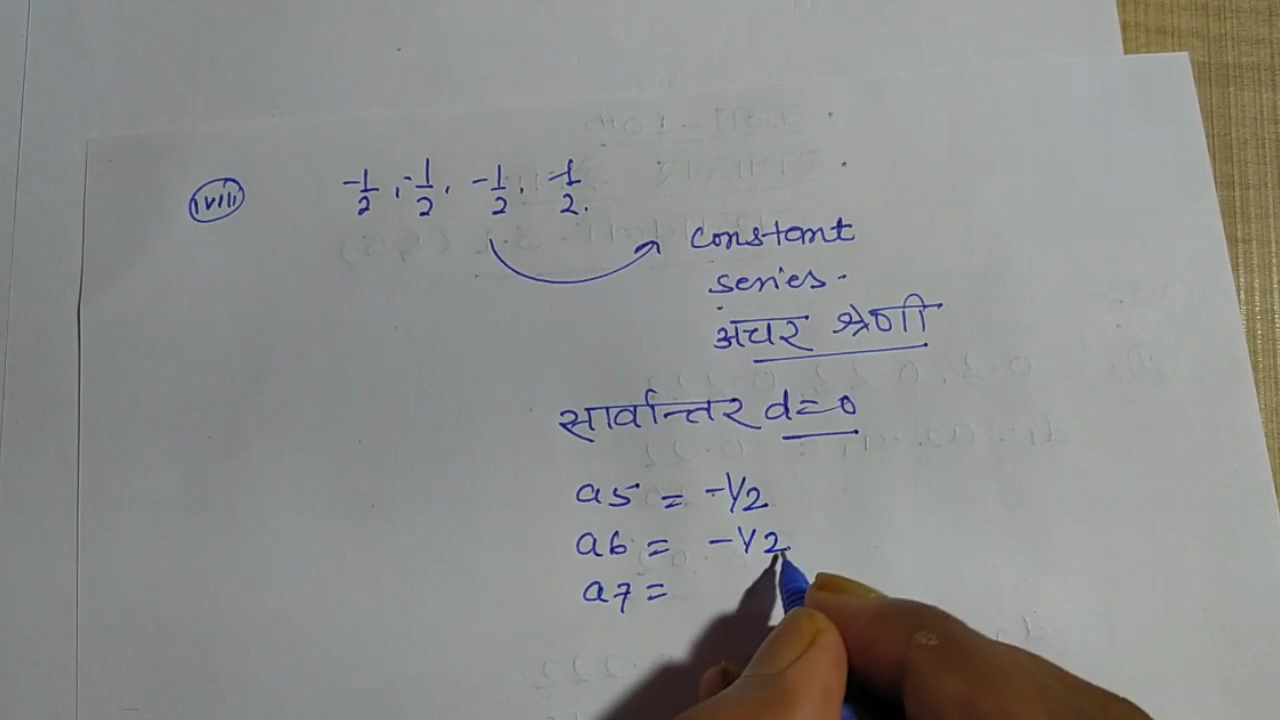 (viii) -1/2, -1/2, -1/2, -1/2.
constant
series.
अचर श्रेणी
सार्वान्तर d=0
a5 = -1/2
a6 = -1/2
a7 =